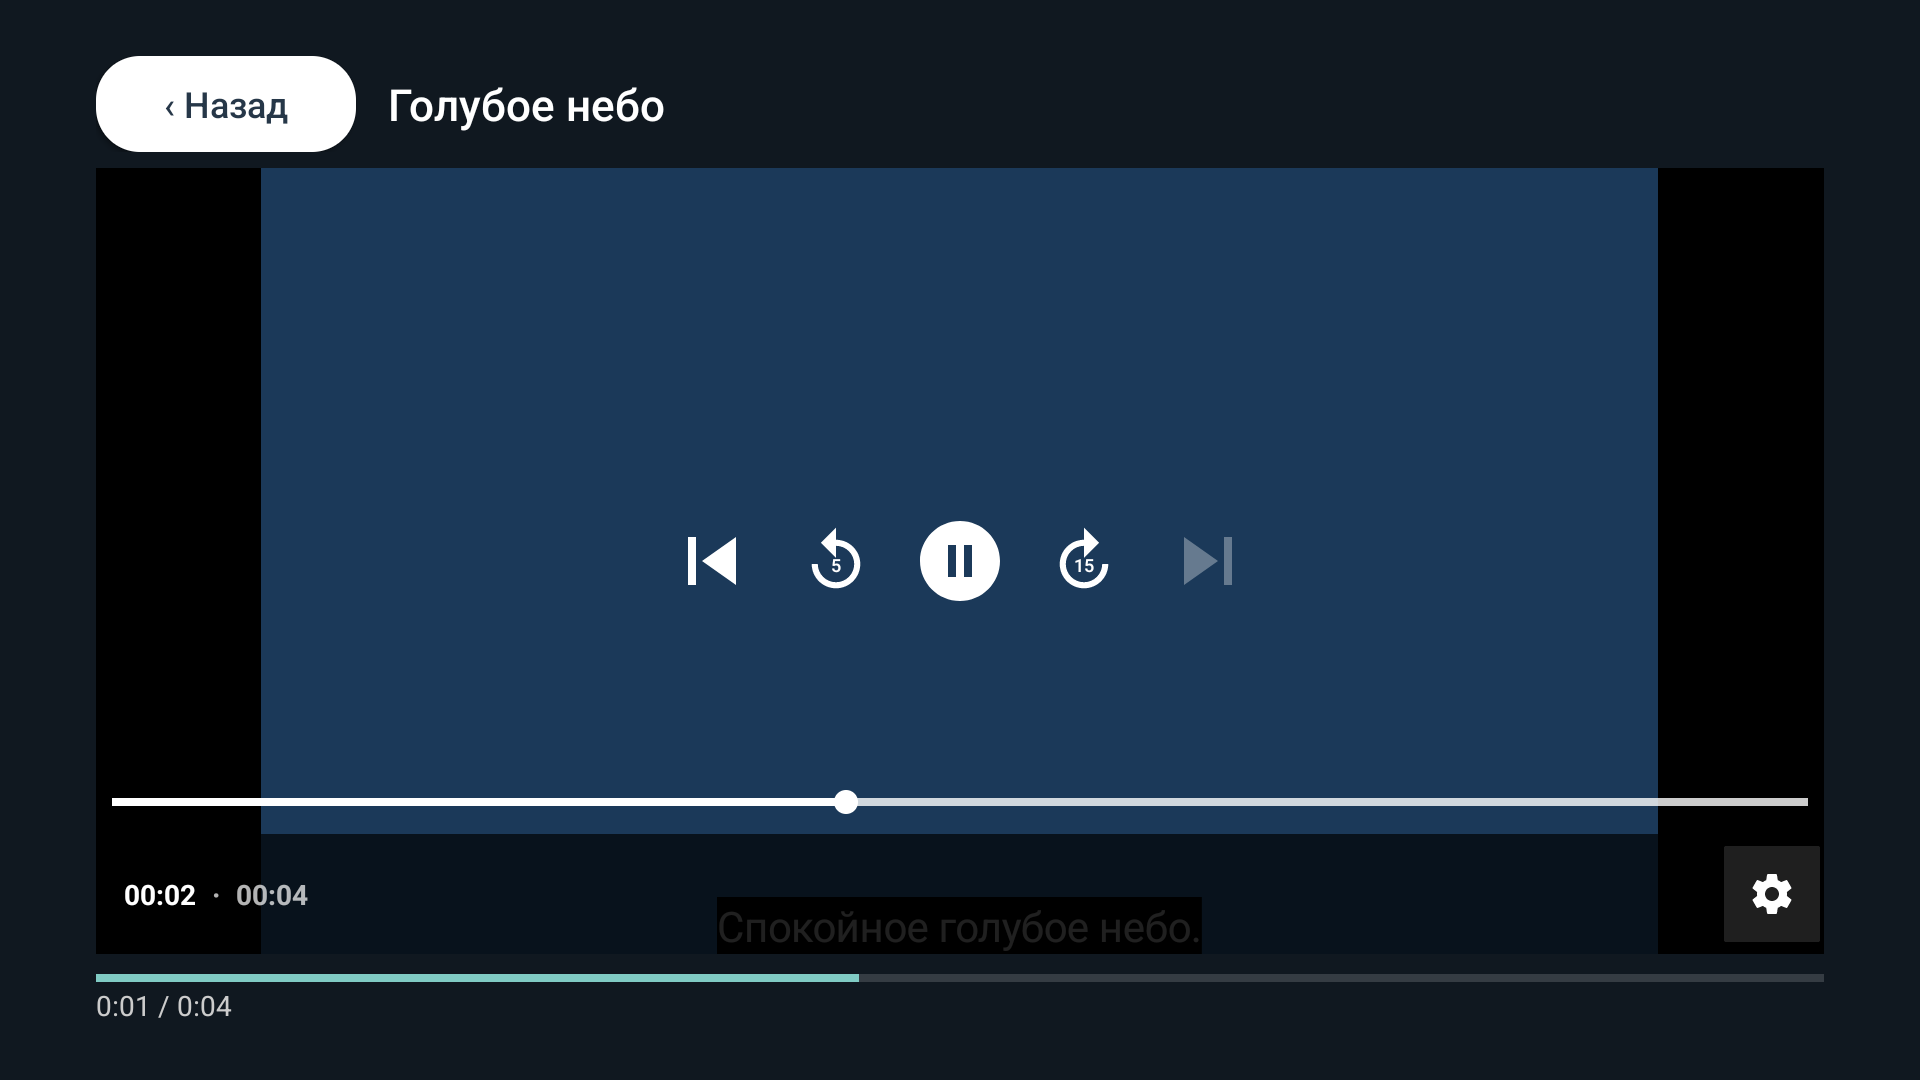 ‹ Назад
Голубое небо
5
15
00:02 · 00:04
Спокойное голубое небо.
0:01 / 0:04